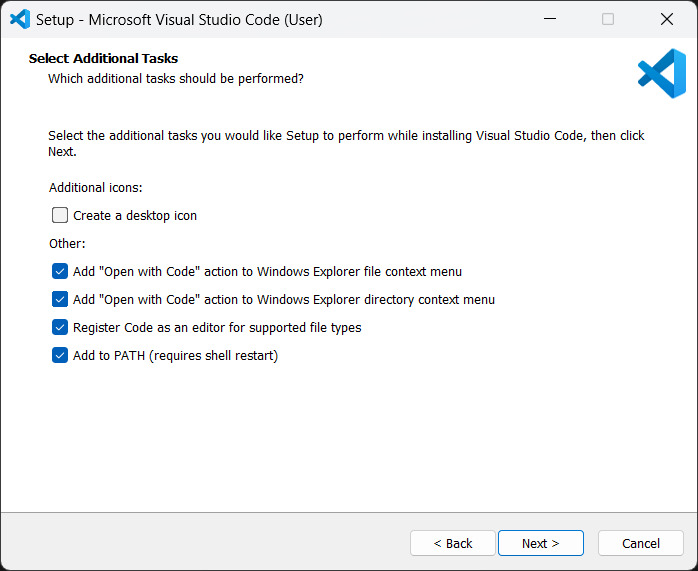 Setup - Microsoft Visual Studio Code (User)
Select Additional Tasks
Which additional tasks should be performed?
Select the additional tasks you would like Setup to perform while installing Visual Studio Code, then click
Next.
Additional icons:
Create a desktop icon
Other:
Add "Open with Code" action to Windows Explorer file context menu
Add "Open with Code" action to Windows Explorer directory context menu
Register Code as an editor for supported file types
Add to PATH (requires shell restart)
< Back
Next >
Cancel